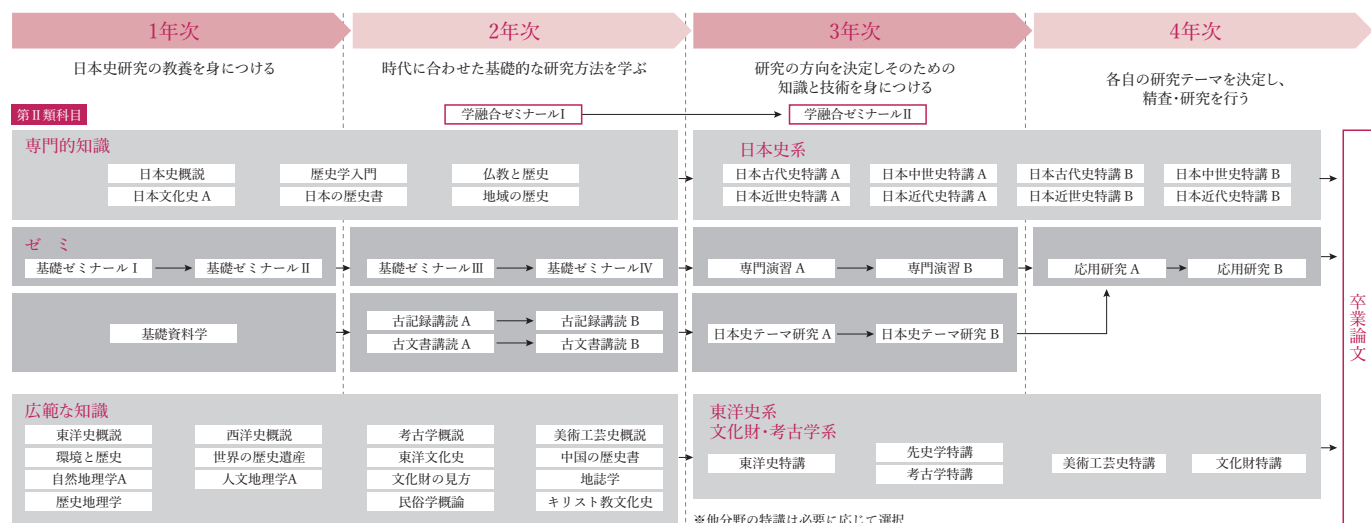 1年次
2年次
3年次
4年次
日本史研究の教養を身につける
時代に合わせた基礎的な研究方法を学ぶ
研究の方向を決定しそのための
知識と技術を身につける
各自の研究テーマを決定し、
精査・研究を行う
第Ⅱ類科目
学融合ゼミナールⅠ
学融合ゼミナールⅡ
専門的知識
日本史概説
歴史学入門
仏教と歴史
日本文化史 A
日本の歴史書
地域の歴史
日本史系
日本古代史特講 A
日本中世史特講 A
日本古代史特講 B
日本中世史特講 B
日本近世史特講 A
日本近代史特講 A
日本近世史特講 B
日本近代史特講 B
ゼ ミ
基礎ゼミナール Ⅰ
基礎ゼミナール Ⅱ
基礎ゼミナールⅢ
基礎ゼミナールⅣ
専門演習 A
専門演習 B
応用研究 A
応用研究 B
基礎資料学
古記録講読 A
古記録講読 B
古文書講読 A
古文書講読 B
日本史テーマ研究 A
日本史テーマ研究 B
卒業論文
広範な知識
東洋史概説
西洋史概説
考古学概説
美術工芸史概説
環境と歴史
世界の歴史遺産
東洋文化史
中国の歴史書
自然地理学A
人文地理学A
文化財の見方
地誌学
歴史地理学
民俗学概論
キリスト教文化史
東洋史系
文化財・考古学系
東洋史特講
先史学特講
考古学特講
美術工芸史特講
文化財特講
※他分野の特講は必要に応じて選択